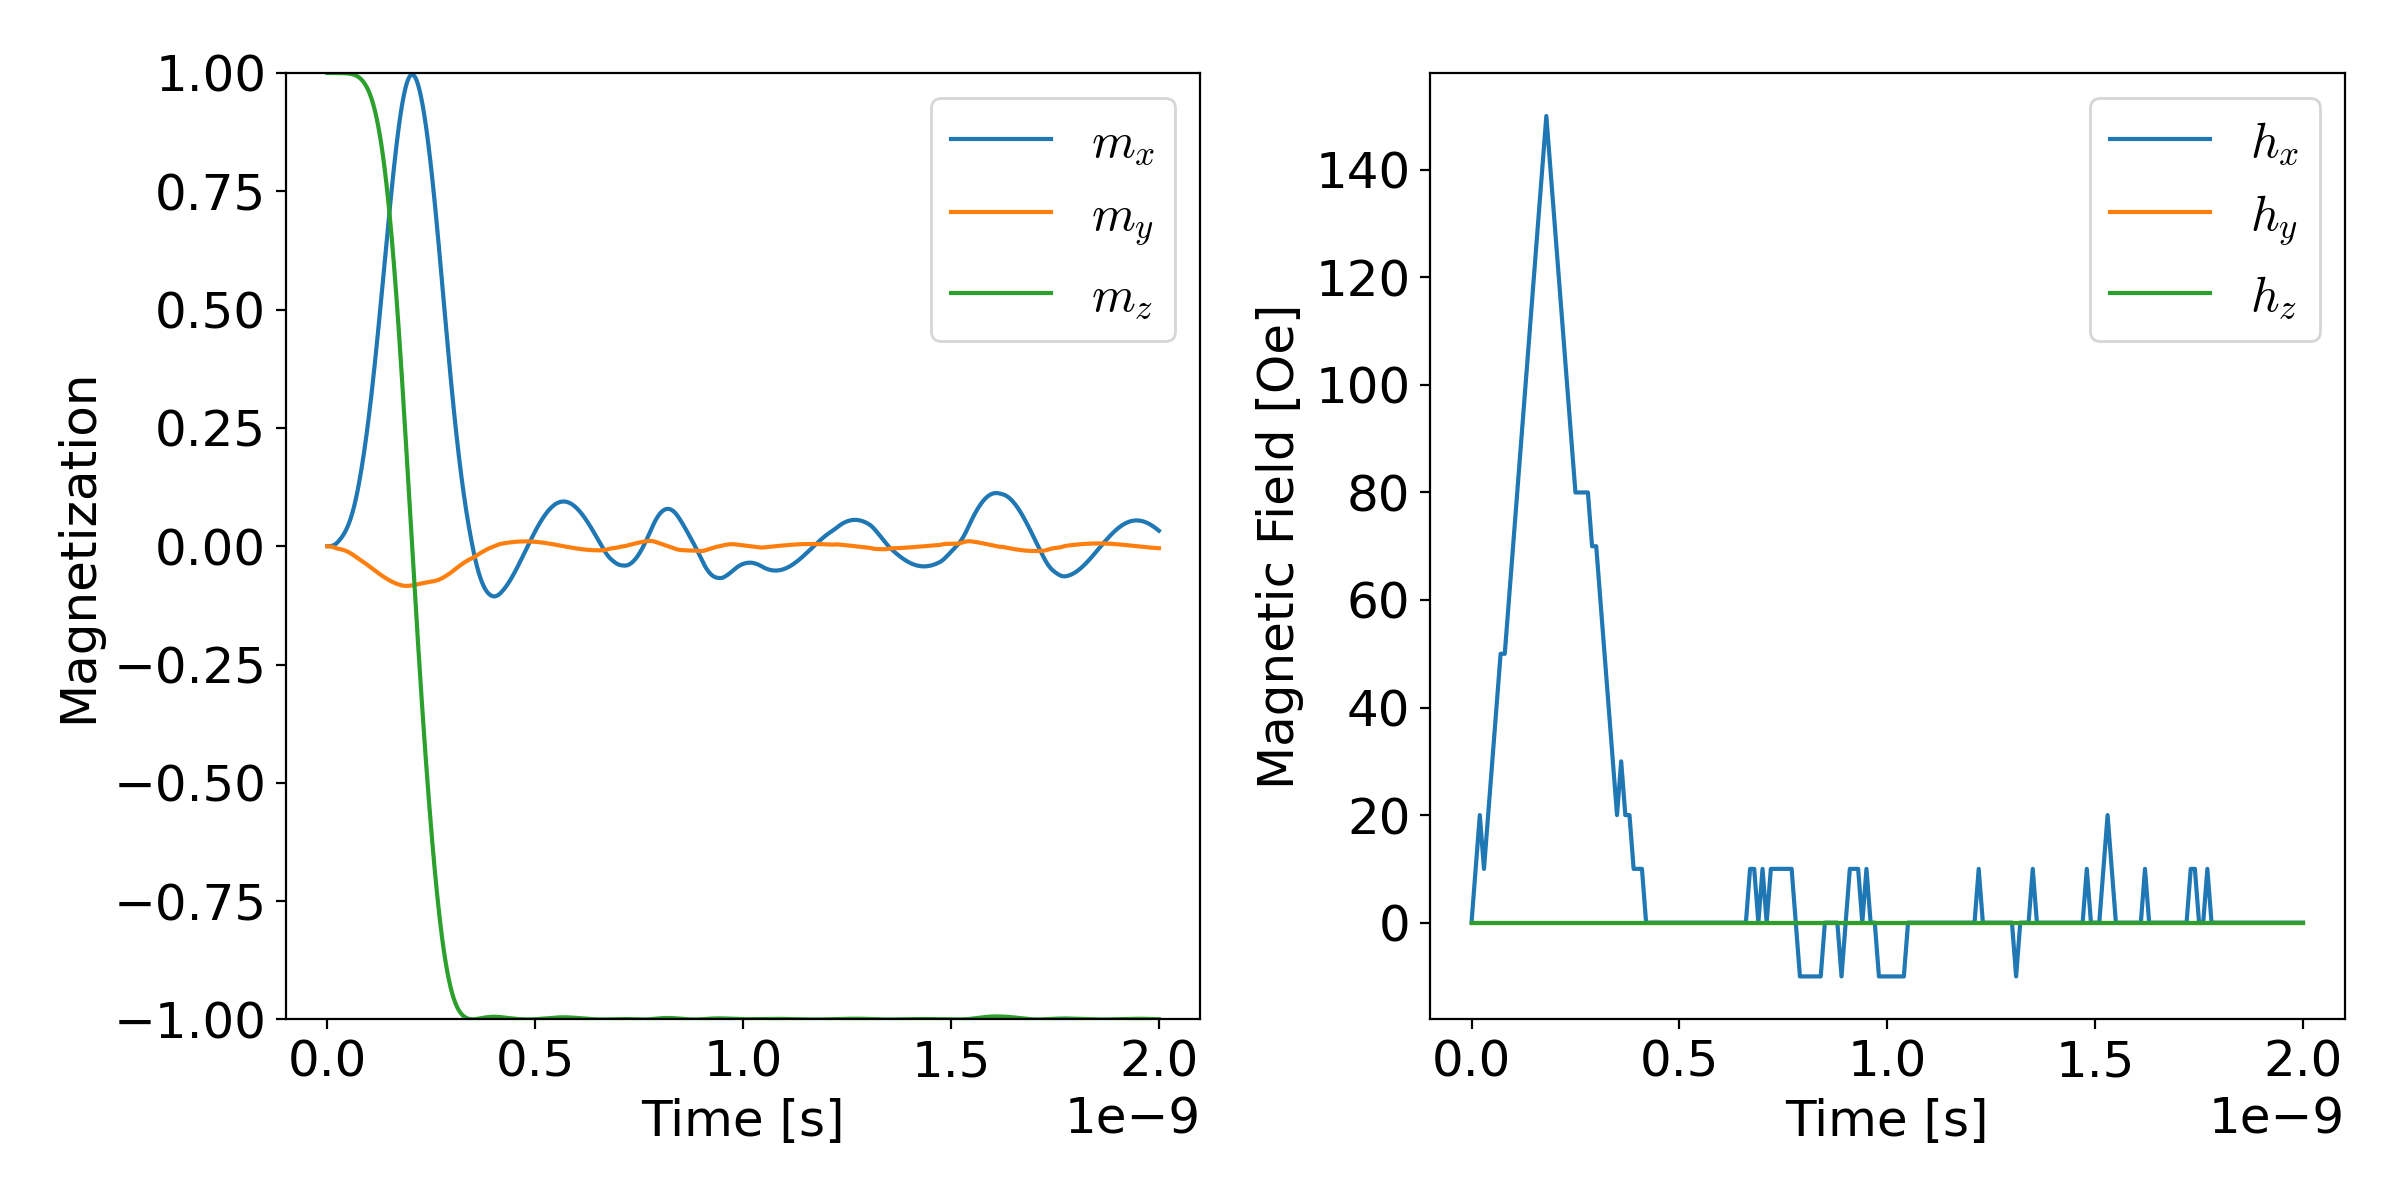 1.00
0.75
0.50
0.25
0.00
−0.25
−0.50
−0.75
−1.00
Magnetization
0.0 0.5 1.0 1.5 2.0
Time [s]
1e−9
m_x
m_y
m_z
140
120
100
80
60
40
20
0
Magnetic Field [Oe]
0.0 0.5 1.0 1.5 2.0
Time [s]
1e−9
h_x
h_y
h_z